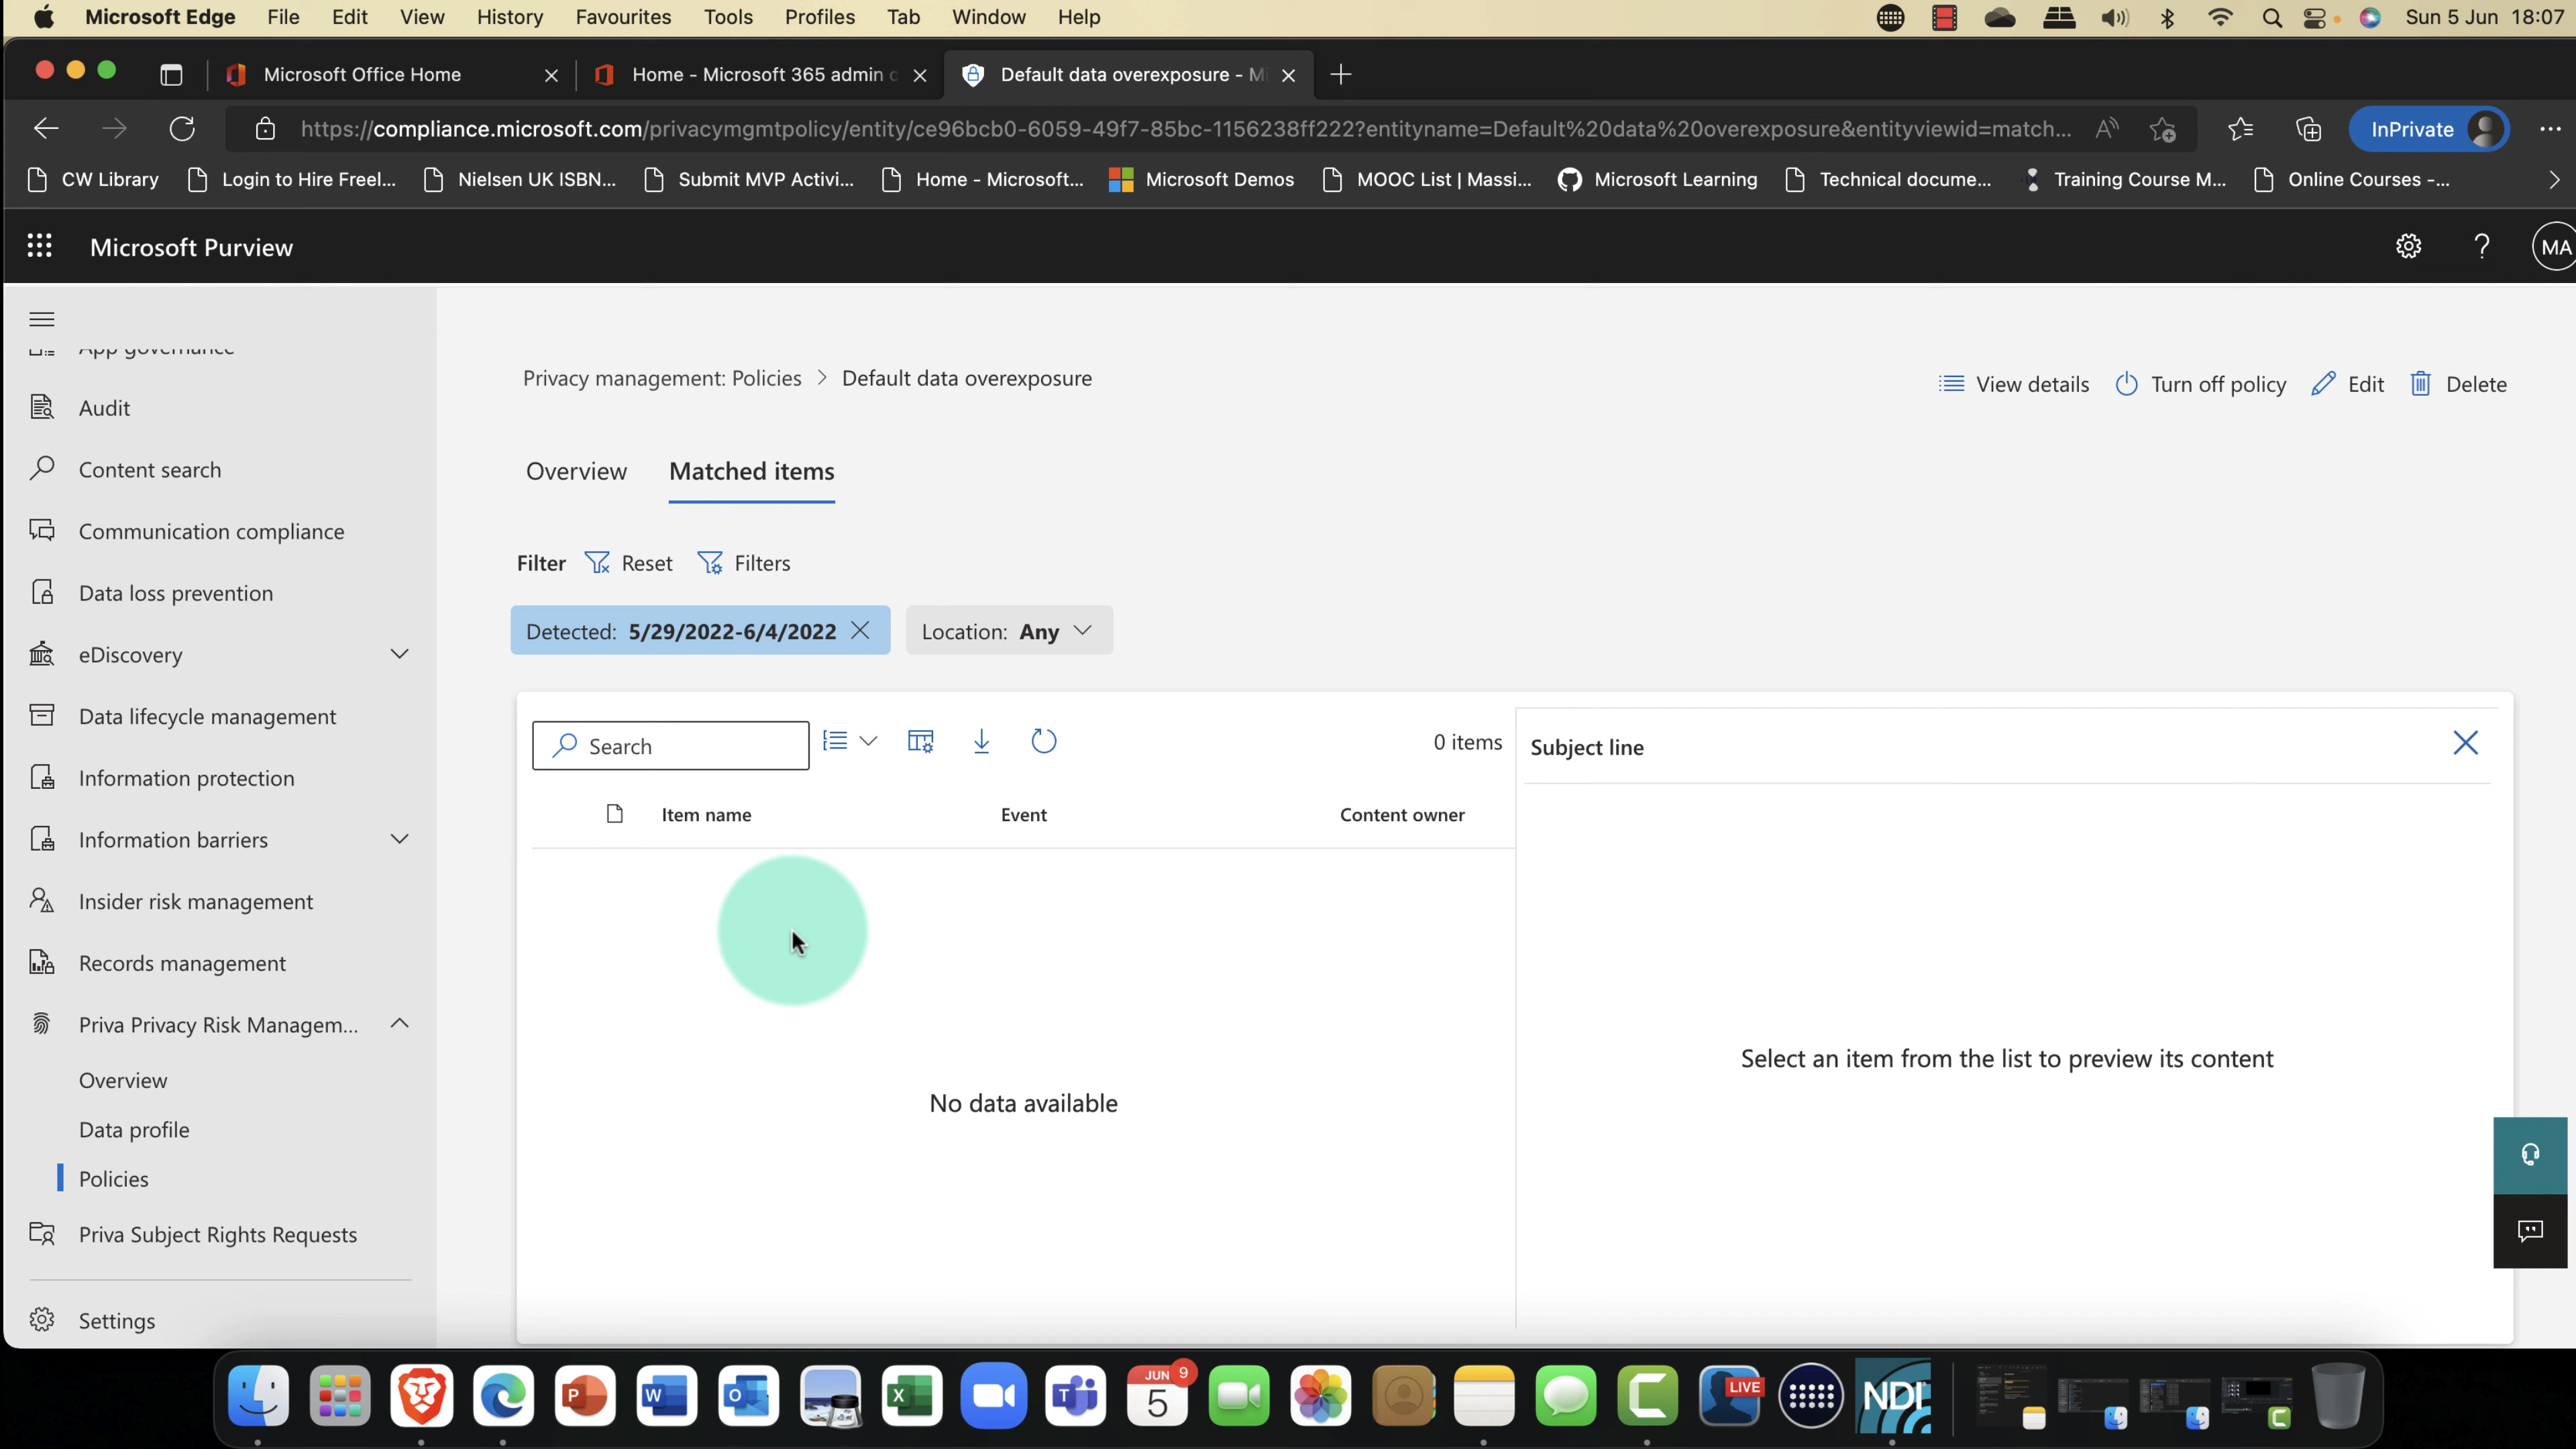 Microsoft Edge File Edit View History Favourites Tools Profiles Tab Window Help Sun 5 Jun 18:07
Microsoft Office Home Home - Microsoft 365 admin c Default data overexposure - Mi
https://compliance.microsoft.com/privacymgmtpolicy/entity/ce96bcb0-6059-49f7-85bc-1156238ff222?entityname=Default%20data%20overexposure&entityviewid=match... InPrivate
CW Library Login to Hire Freel... Nielsen UK ISBN... Submit MVP Activi... Home - Microsoft... Microsoft Demos MOOC List | Massi... Microsoft Learning Technical docume... Training Course M... Online Courses -...
Microsoft Purview ? MA
App governance
Audit
Content search
Communication compliance
Data loss prevention
eDiscovery
Data lifecycle management
Information protection
Information barriers
Insider risk management
Records management
Priva Privacy Risk Managem...
Overview
Data profile
Policies
Priva Subject Rights Requests
Settings
Privacy management: Policies > Default data overexposure
View details Turn off policy Edit Delete
Overview Matched items
Filter Reset Filters
Detected: 5/29/2022-6/4/2022 Location: Any
Search 0 items
Item name Event Content owner
No data available
Subject line
Select an item from the list to preview its content
P W O X T JUN 9 5 LIVE NDI